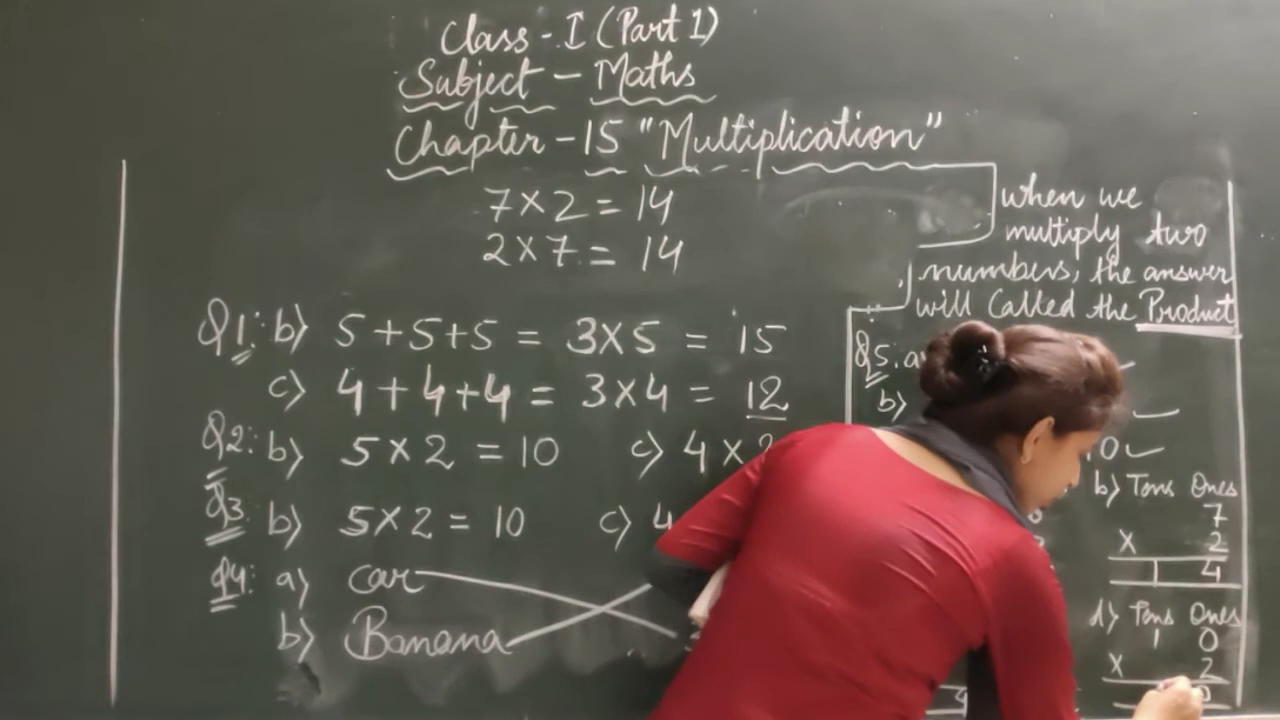 Class - I (Part 1)
Subject - Maths
Chapter - 15 "Multiplication"
7 × 2 = 14
2 × 7 = 14
when we
multiply two
numbers, the answer
will called the Product
Q1: b) 5 + 5 + 5 = 3 × 5 = 15
c) 4 + 4 + 4 = 3 × 4 = 12
Q2: b) 5 × 2 = 10 c) 4 ×
Q3 b) 5 × 2 = 10 c) 4
Q4: a) car
b) Banana
Q5: a
b)
0
b) Tens Ones
7
× 2
1 4
d) Tens Ones
1 0
× 2